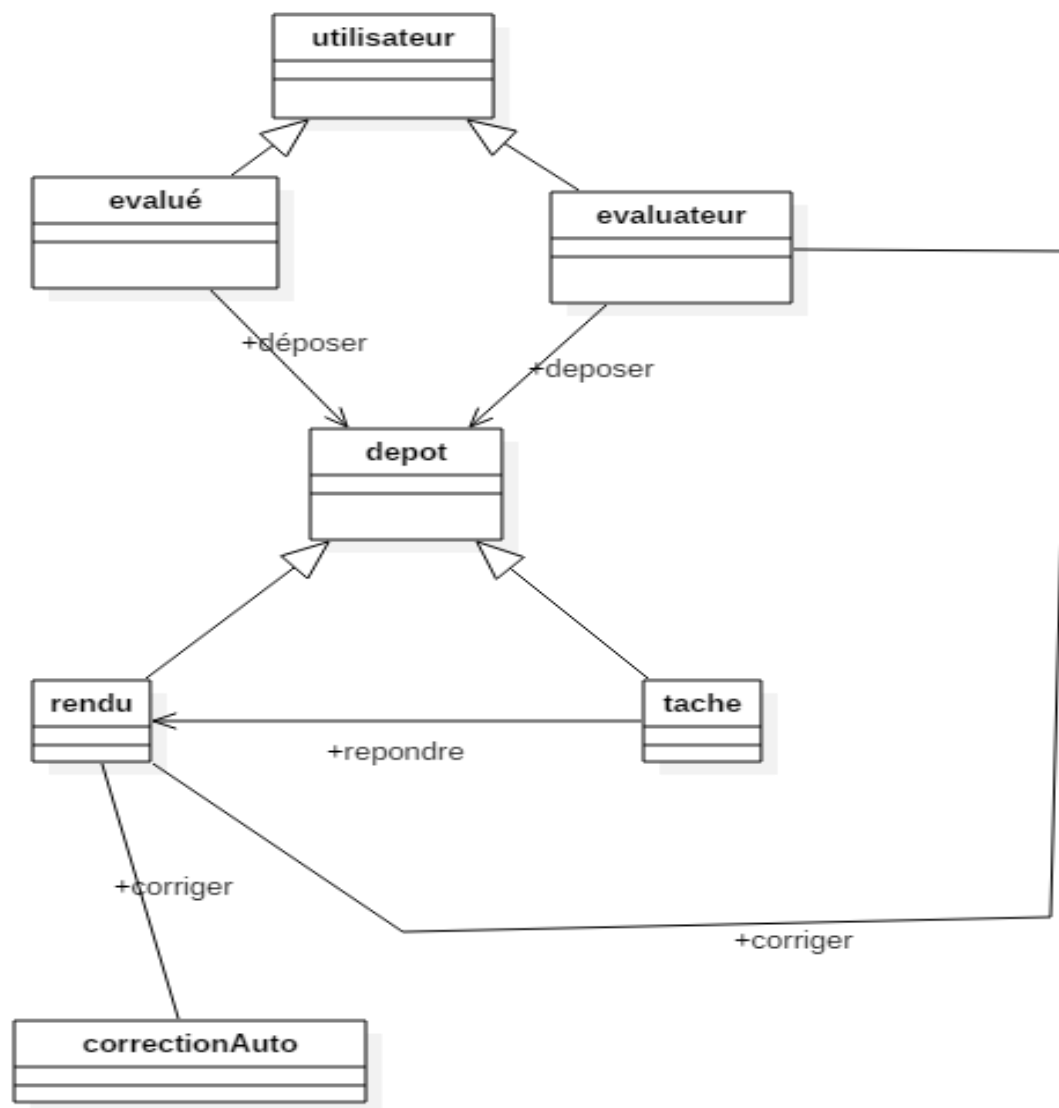 utilisateur
evalué
evaluateur
+déposer
+deposer
depot
rendu
tache
+repondre
+corriger
+corriger
correctionAuto